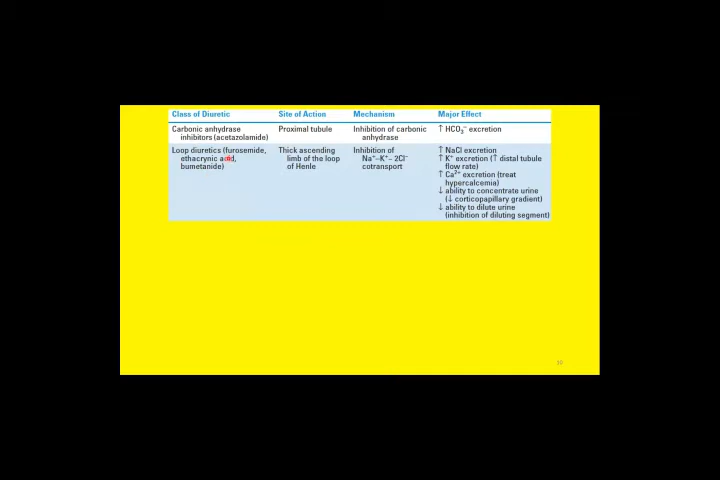 Class of Diuretic Site of Action Mechanism Major Effect
Carbonic anhydrase inhibitors (acetazolamide) Proximal tubule Inhibition of carbonic anhydrase ↑ HCO₃⁻ excretion
Loop diuretics (furosemide,
ethacrynic acid,
bumetanide)
Thick ascending
limb of the loop
of Henle
Inhibition of
Na⁺–K⁺– 2Cl⁻
cotransport
↑ NaCl excretion
↑ K⁺ excretion (↑ distal tubule
flow rate)
↑ Ca²⁺ excretion (treat
hypercalcemia)
↓ ability to concentrate urine
(↓ corticopapillary gradient)
↓ ability to dilute urine
(inhibition of diluting segment)